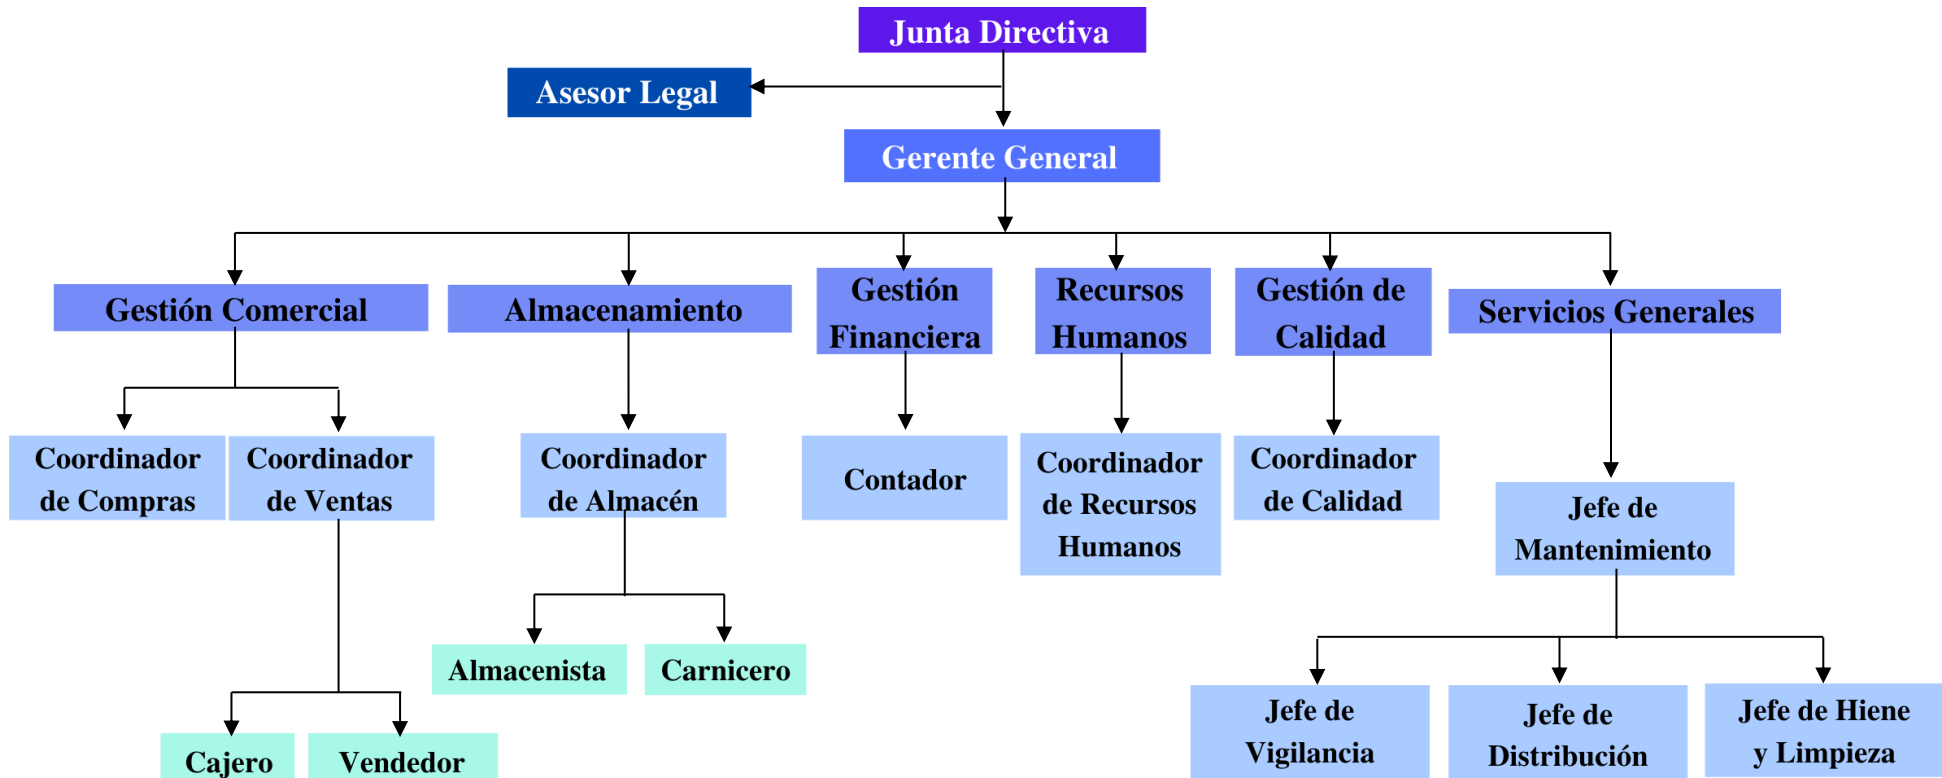 Junta Directiva
Asesor Legal
Gerente General
Gestión Comercial
Almacenamiento
Gestión
Financiera
Recursos
Humanos
Gestión de
Calidad
Servicios Generales
Coordinador
de Compras
Coordinador
de Ventas
Coordinador
de Almacén
Contador
Coordinador
de Recursos
Humanos
Coordinador
de Calidad
Jefe de
Mantenimiento
Almacenista
Carnicero
Cajero
Vendedor
Jefe de
Vigilancia
Jefe de
Distribución
Jefe de Hiene
y Limpieza